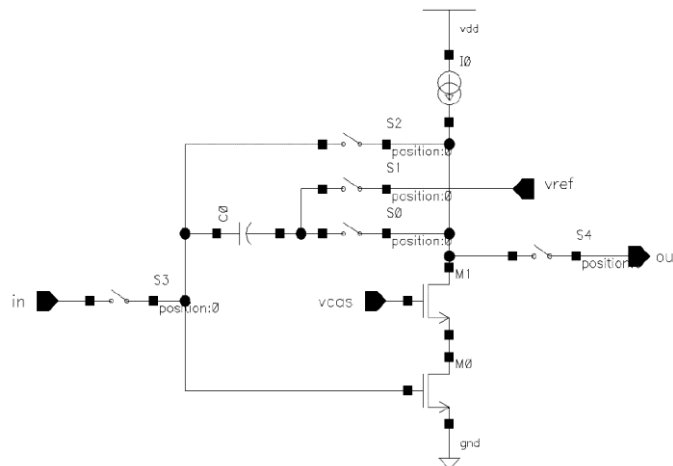 vdd
I0
S2
position:0
S1
position:0
vref
C0
S0
position:0
S4
position:
ou
S3
position:0
in
M1
vcas
M0
gnd